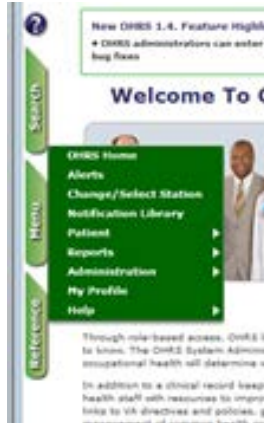 New OHRS 1.4. Feature Highli
+ OHRS administrators can enter
bug fixes
Welcome To O
Search
Menu
Reference
OHRS Home
Alerts
Change/Select Station
Notification Library
Patient
Reports
Administration
My Profile
Help
Through role-based access, OHRS
to know. The OHRS System Admini
occupational health will determine
In addition to a clinical record keep
health staff with resources to improv
links to VA directives and policies,